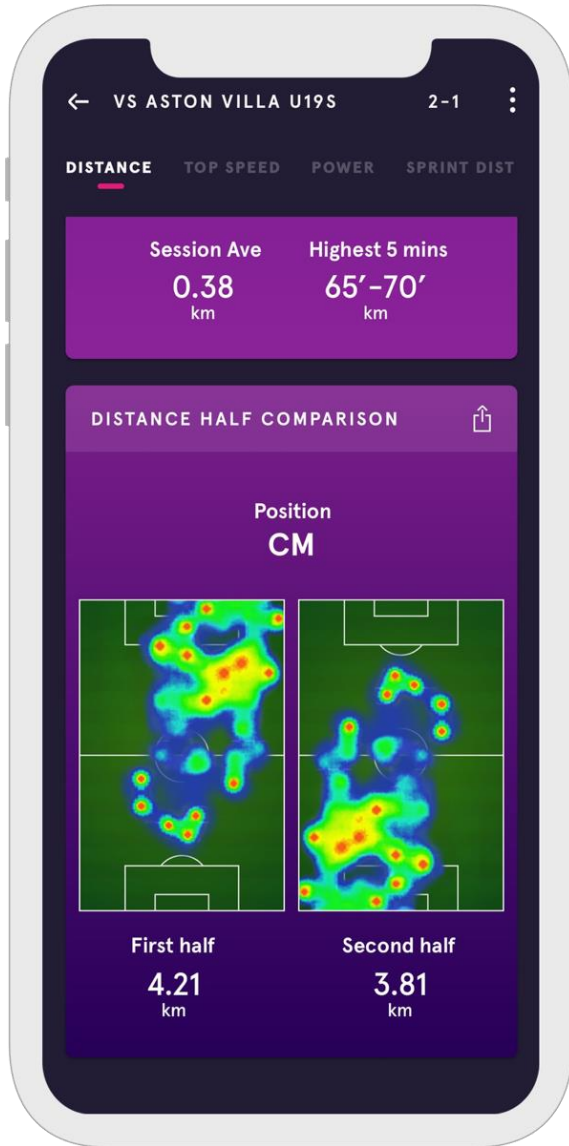 VS ASTON VILLA U19S 2-1
DISTANCE TOP SPEED POWER SPRINT DIST
Session Ave Highest 5 mins
0.38 65′-70′
km km
DISTANCE HALF COMPARISON
Position
CM
First half Second half
4.21 3.81
km km